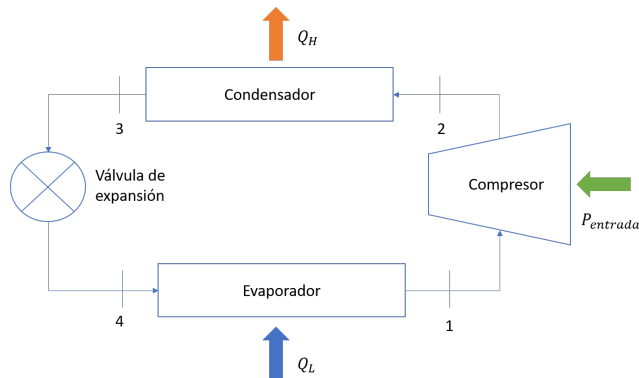 Q_H
Condensador
3
2
Válvula de
expansión
Compresor
P_entrada
Evaporador
4
1
Q_L